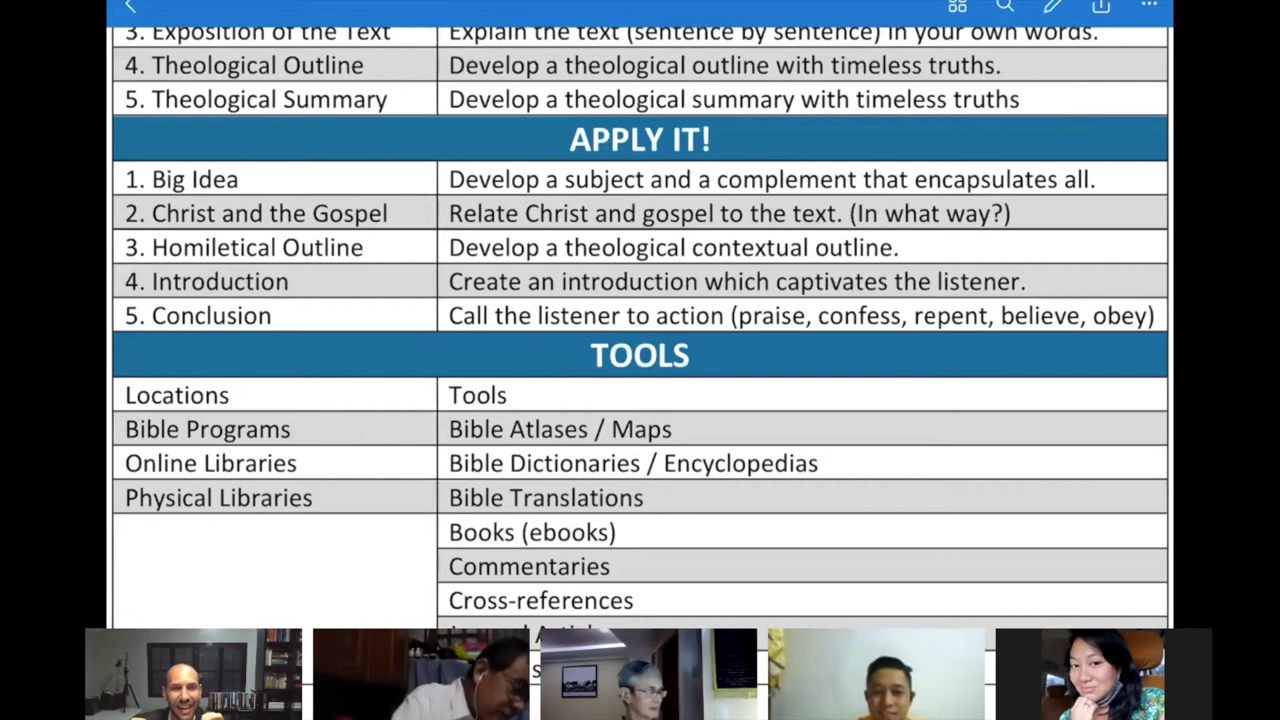 3. Exposition of the Text
Explain the text (sentence by sentence) in your own words.
4. Theological Outline
Develop a theological outline with timeless truths.
5. Theological Summary
Develop a theological summary with timeless truths
APPLY IT!
1. Big Idea
Develop a subject and a complement that encapsulates all.
2. Christ and the Gospel
Relate Christ and gospel to the text. (In what way?)
3. Homiletical Outline
Develop a theological contextual outline.
4. Introduction
Create an introduction which captivates the listener.
5. Conclusion
Call the listener to action (praise, confess, repent, believe, obey)
TOOLS
Locations
Tools
Bible Programs
Bible Atlases / Maps
Online Libraries
Bible Dictionaries / Encyclopedias
Physical Libraries
Bible Translations
Books (ebooks)
Commentaries
Cross-references